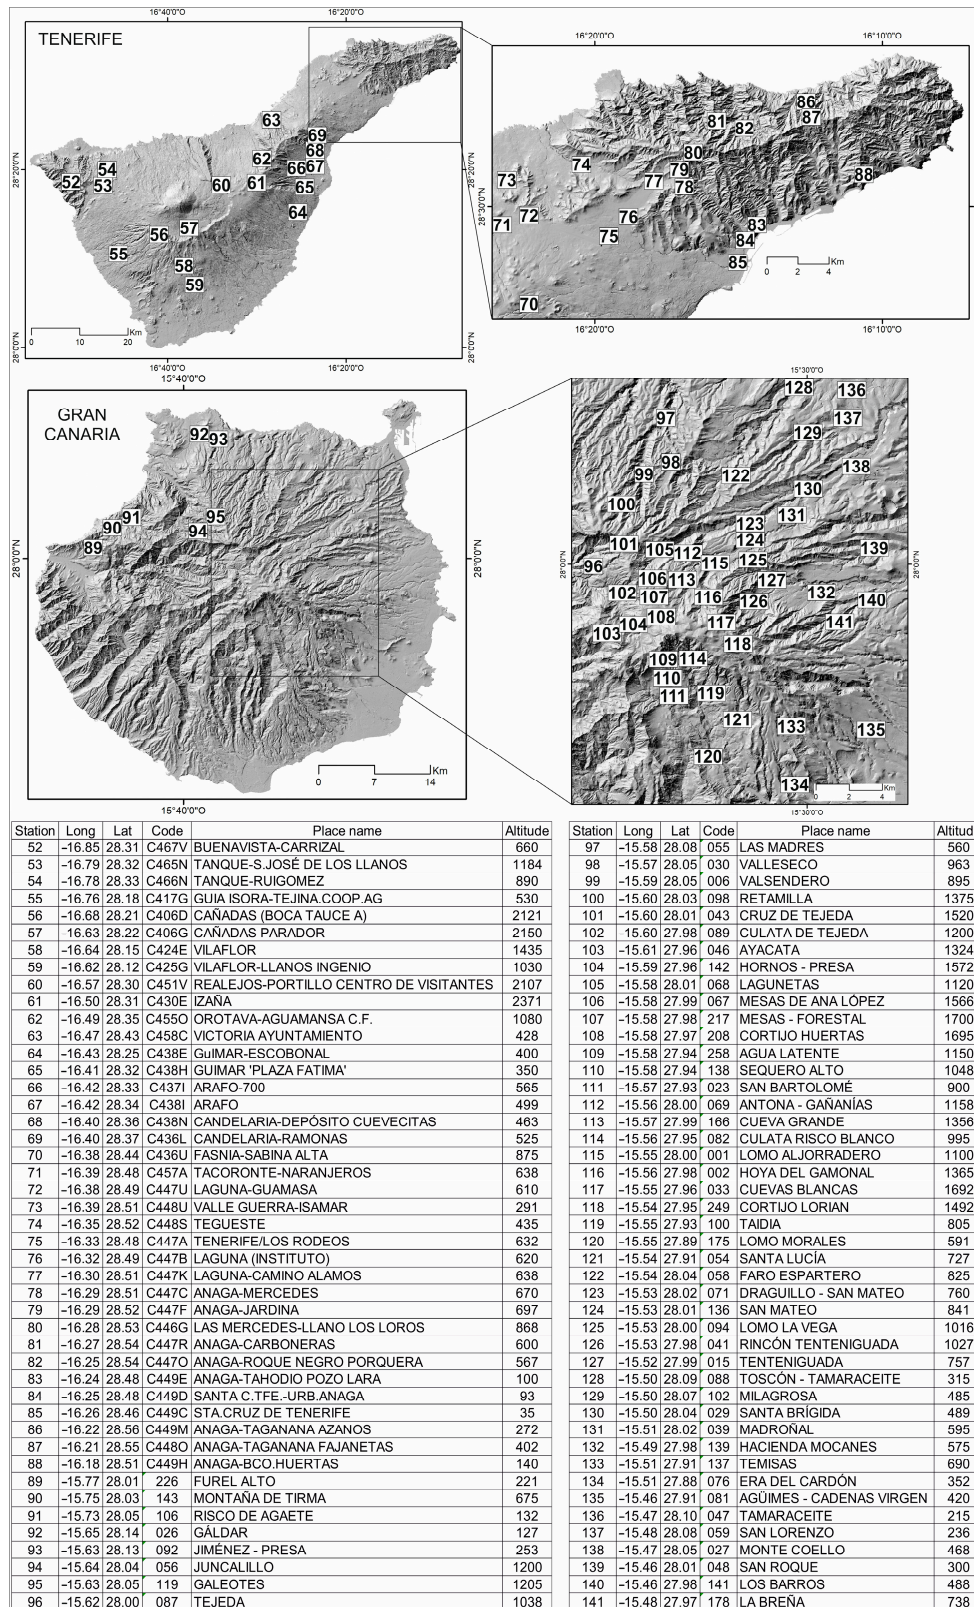 TENERIFE
16°40'0"O 16°20'0"O
28°20'0"N
28°0'0"N
63
69
68
62 66 67
54
52 53 60 61 65
64
57
56
55
58
59
0 10 20 Km
16°40'0"O 16°20'0"O
28°20'0"N
28°0'0"N
16°20'0"O 16°10'0"O
86
81 82 87
80
74 79
73 77 78 88
72 76
71 83
75 84
85
70
0 2 4 Km
28°30'0"N
16°20'0"O 16°10'0"O
15°40'0"O
GRAN
CANARIA
92 93
91 95
90 94
89
28°0'0"N
28°0'0"N
0 7 14 Km
15°40'0"O
15°30'0"O
128 136
97 137
129
98 138
99 122
130
100 131
123
101 124
105 112 139
96 115 125
106 113 127
102 107 116 126 132 140
108
104 117 141
103
118
109 114
110
111 119
121 133 135
120
134
28°0'0"N
28°0'0"N
0 2 4 Km
15°30'0"O
Station Long Lat Code Place name Altitude
52 −16.85 28.31 C467V BUENAVISTA-CARRIZAL 660
53 −16.79 28.32 C465N TANQUE-S.JOSÉ DE LOS LLANOS 1184
54 −16.78 28.33 C466N TANQUE-RUIGOMEZ 890
55 −16.76 28.18 C417G GUIA ISORA-TEJINA.COOP.AG 530
56 −16.68 28.21 C406D CAÑADAS (BOCA TAUCE A) 2121
57 16.63 28.22 C406G CAÑADAS PARADOR 2150
58 −16.64 28.15 C424E VILAFLOR 1435
59 −16.62 28.12 C425G VILAFLOR-LLANOS INGENIO 1030
60 −16.57 28.30 C451V REALEJOS-PORTILLO CENTRO DE VISITANTES 2107
61 −16.50 28.31 C430E IZAÑA 2371
62 −16.49 28.35 C455O OROTAVA-AGUAMANSA C.F. 1080
63 −16.47 28.43 C458C VICTORIA AYUNTAMIENTO 428
64 −16.43 28.25 C438E GuIMAR-ESCOBONAL 400
65 −16.41 28.32 C438H GUIMAR 'PLAZA FATIMA' 350
66 −16.42 28.33 C437I ARAFO-700 565
67 −16.42 28.34 C438I ARAFO 499
68 −16.40 28.36 C438N CANDELARIA-DEPÓSITO CUEVECITAS 463
69 −16.40 28.37 C436L CANDELARIA-RAMONAS 525
70 −16.38 28.44 C436U FASNIA-SABINA ALTA 875
71 −16.39 28.48 C457A TACORONTE-NARANJEROS 638
72 −16.38 28.49 C447U LAGUNA-GUAMASA 610
73 −16.39 28.51 C448U VALLE GUERRA-ISAMAR 291
74 −16.35 28.52 C448S TEGUESTE 435
75 −16.33 28.48 C447A TENERIFE/LOS RODEOS 632
76 −16.32 28.49 C447B LAGUNA (INSTITUTO) 620
77 −16.30 28.51 C447K LAGUNA-CAMINO ALAMOS 638
78 −16.29 28.51 C447C ANAGA-MERCEDES 670
79 −16.29 28.52 C447F ANAGA-JARDINA 697
80 −16.28 28.53 C446G LAS MERCEDES-LLANO LOS LOROS 868
81 −16.27 28.54 C447R ANAGA-CARBONERAS 600
82 −16.25 28.54 C447O ANAGA-ROQUE NEGRO PORQUERA 567
83 −16.24 28.48 C449E ANAGA-TAHODIO POZO LARA 100
84 −16.25 28.48 C449D SANTA C.TFE.-URB.ANAGA 93
85 −16.26 28.46 C449C STA.CRUZ DE TENERIFE 35
86 −16.22 28.56 C449M ANAGA-TAGANANA AZANOS 272
87 −16.21 28.55 C448O ANAGA-TAGANANA FAJANETAS 402
88 −16.18 28.51 C449H ANAGA-BCO.HUERTAS 140
89 −15.77 28.01 226 FUREL ALTO 221
90 −15.75 28.03 143 MONTAÑA DE TIRMA 675
91 −15.73 28.05 106 RISCO DE AGAETE 132
92 −15.65 28.14 026 GÁLDAR 127
93 −15.63 28.13 092 JIMÉNEZ - PRESA 253
94 −15.64 28.04 056 JUNCALILLO 1200
95 −15.63 28.05 119 GALEOTES 1205
96 −15.62 28.00 087 TEJEDA 1038
Station Long Lat Code Place name Altitud
97 −15.58 28.08 055 LAS MADRES 560
98 −15.57 28.05 030 VALLESECO 963
99 −15.59 28.05 006 VALSENDERO 895
100 −15.60 28.03 098 RETAMILLA 1375
101 −15.60 28.01 043 CRUZ DE TEJEDA 1520
102 15.60 27.98 089 CULATA DE TEJEDA 1200
103 −15.61 27.96 046 AYACATA 1324
104 −15.59 27.96 142 HORNOS - PRESA 1572
105 −15.58 28.01 068 LAGUNETAS 1120
106 −15.58 27.99 067 MESAS DE ANA LÓPEZ 1566
107 −15.58 27.98 217 MESAS - FORESTAL 1700
108 −15.58 27.97 208 CORTIJO HUERTAS 1695
109 −15.58 27.94 258 AGUA LATENTE 1150
110 −15.58 27.94 138 SEQUERO ALTO 1048
111 −15.57 27.93 023 SAN BARTOLOMÉ 900
112 −15.56 28.00 069 ANTONA - GAÑANÍAS 1158
113 −15.57 27.99 166 CUEVA GRANDE 1356
114 −15.56 27.95 082 CULATA RISCO BLANCO 995
115 −15.55 28.00 001 LOMO ALJORRADERO 1100
116 −15.56 27.98 002 HOYA DEL GAMONAL 1365
117 −15.55 27.96 033 CUEVAS BLANCAS 1692
118 −15.54 27.95 249 CORTIJO LORIAN 1492
119 −15.55 27.93 100 TAIDIA 805
120 −15.55 27.89 175 LOMO MORALES 591
121 −15.54 27.91 054 SANTA LUCÍA 727
122 −15.54 28.04 058 FARO ESPARTERO 825
123 −15.53 28.02 071 DRAGUILLO - SAN MATEO 760
124 −15.53 28.01 136 SAN MATEO 841
125 −15.53 28.00 094 LOMO LA VEGA 1016
126 −15.53 27.98 041 RINCÓN TENTENIGUADA 1027
127 −15.52 27.99 015 TENTENIGUADA 757
128 −15.50 28.09 088 TOSCÓN - TAMARACEITE 315
129 −15.50 28.07 102 MILAGROSA 485
130 −15.50 28.04 029 SANTA BRÍGIDA 489
131 −15.51 28.02 039 MADROÑAL 595
132 −15.49 27.98 139 HACIENDA MOCANES 575
133 −15.51 27.91 137 TEMISAS 690
134 −15.51 27.88 076 ERA DEL CARDÓN 352
135 −15.46 27.91 081 AGÜIMES - CADENAS VIRGEN 420
136 −15.47 28.10 047 TAMARACEITE 215
137 −15.48 28.08 059 SAN LORENZO 236
138 −15.47 28.05 027 MONTE COELLO 468
139 −15.46 28.01 048 SAN ROQUE 300
140 −15.46 27.98 141 LOS BARROS 488
141 −15.48 27.97 178 LA BREÑA 738